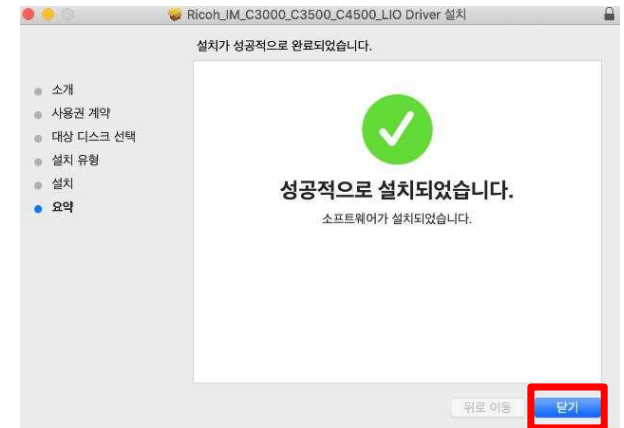 Ricoh_IM_C3000_C3500_C4500_LIO Driver 설치
설치가 성공적으로 완료되었습니다.
소개
사용권 계약
대상 디스크 선택
설치 유형
설치
요약
성공적으로 설치되었습니다.
소프트웨어가 설치되었습니다.
뒤로 이동
닫기